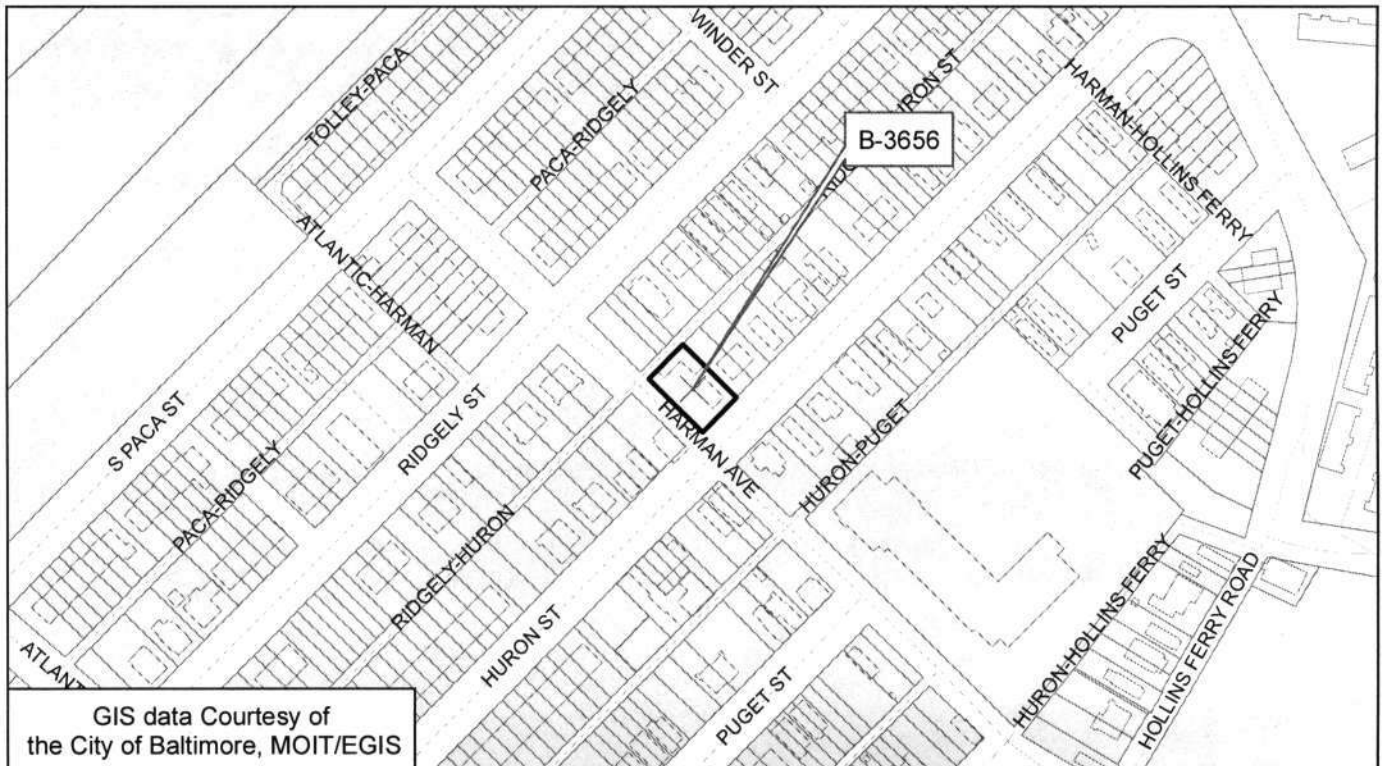 WINDER ST
TOLLEY-PACA
PACA-RIDGELY
HARMAN-HOLLINS FERRY
B-3656
ATLANTIC-HARMAN
PUGET ST
S PACA ST
RIDGELY ST
PUGET-HOLLINS FERRY
HARMAN AVE
HURON-PUGET
PACA-RIDGELY
RIDGELY-HURON
HURON ST
HURON-HOLLINS FERRY
HOLLINS FERRY ROAD
PUGET ST
GIS data Courtesy of
the City of Baltimore, MOIT/EGIS